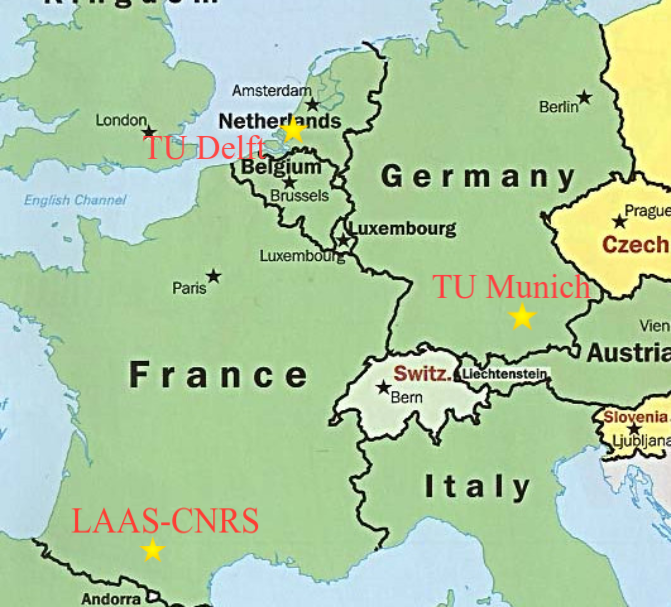 Kingdom
Amsterdam
Netherlands
London
TU Delft
Berlin
Belgium
Brussels
Germany
English Channel
Prague
Czech
Luxembourg
Luxembourg
Paris
TU Munich
Vien
Austria
France
Switz.
Liechtenstein
Bern
Slovenia
Ljubljana
Italy
LAAS-CNRS
Andorra
of